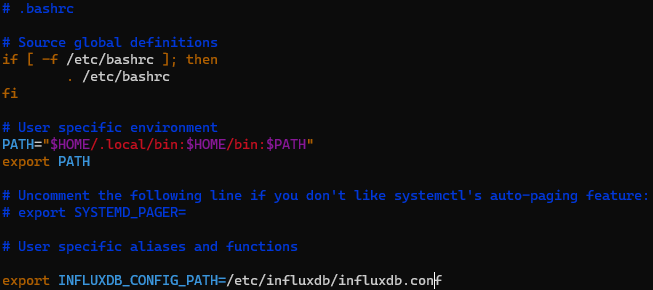 # .bashrc
# Source global definitions
if [ -f /etc/bashrc ]; then
        . /etc/bashrc
fi
# User specific environment
PATH="$HOME/.local/bin:$HOME/bin:$PATH"
export PATH
# Uncomment the following line if you don't like systemctl's auto-paging feature:
# export SYSTEMD_PAGER=
# User specific aliases and functions
export INFLUXDB_CONFIG_PATH=/etc/influxdb/influxdb.conf